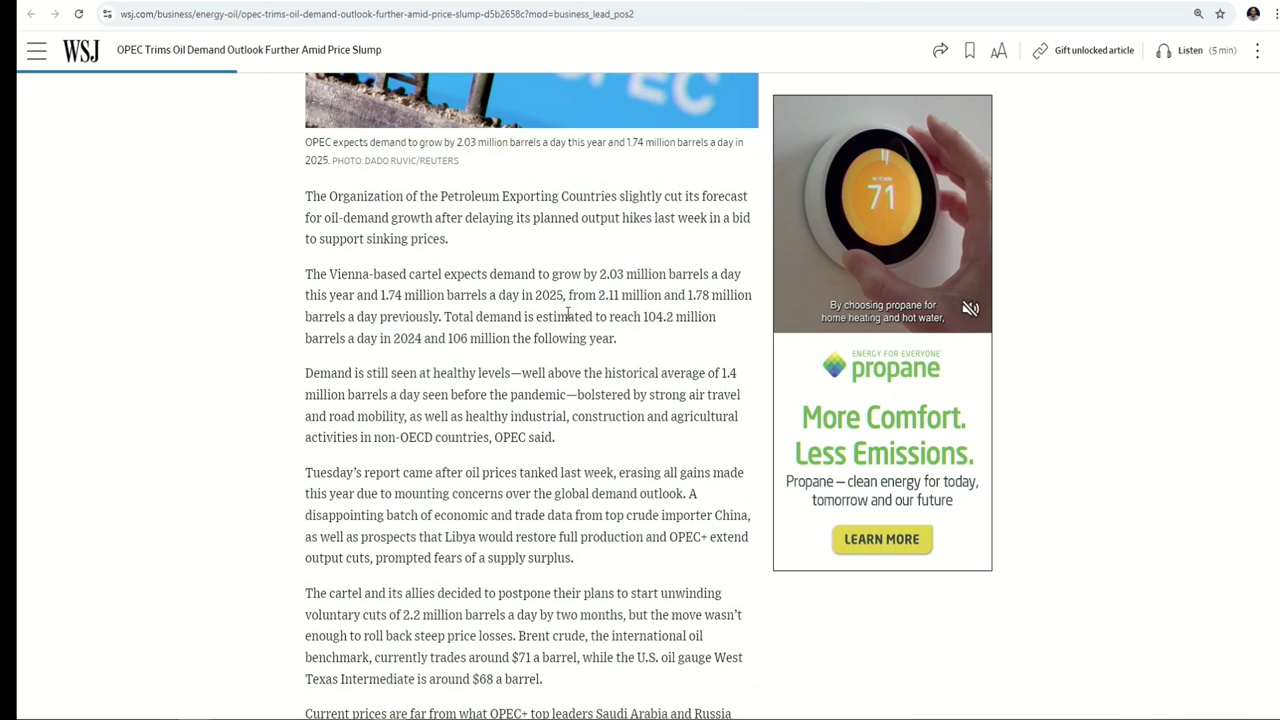 wsj.com/business/energy-oil/opec-trims-oil-demand-outlook-further-amid-price-slump-d5b2658c?mod=business_lead_pos2
WSJ
OPEC Trims Oil Demand Outlook Further Amid Price Slump
AA
Gift unlocked article
Listen (5 min)
OPEC
OPEC expects demand to grow by 2.03 million barrels a day this year and 1.74 million barrels a day in
2025. PHOTO: DADO RUVIC/REUTERS
The Organization of the Petroleum Exporting Countries slightly cut its forecast
for oil-demand growth after delaying its planned output hikes last week in a bid
to support sinking prices.
The Vienna-based cartel expects demand to grow by 2.03 million barrels a day
this year and 1.74 million barrels a day in 2025, from 2.11 million and 1.78 million
barrels a day previously. Total demand is estimated to reach 104.2 million
barrels a day in 2024 and 106 million the following year.
Demand is still seen at healthy levels—well above the historical average of 1.4
million barrels a day seen before the pandemic—bolstered by strong air travel
and road mobility, as well as healthy industrial, construction and agricultural
activities in non-OECD countries, OPEC said.
Tuesday's report came after oil prices tanked last week, erasing all gains made
this year due to mounting concerns over the global demand outlook. A
disappointing batch of economic and trade data from top crude importer China,
as well as prospects that Libya would restore full production and OPEC+ extend
output cuts, prompted fears of a supply surplus.
The cartel and its allies decided to postpone their plans to start unwinding
voluntary cuts of 2.2 million barrels a day by two months, but the move wasn't
enough to roll back steep price losses. Brent crude, the international oil
benchmark, currently trades around $71 a barrel, while the U.S. oil gauge West
Texas Intermediate is around $68 a barrel.
Current prices are far from what OPEC+ top leaders Saudi Arabia and Russia
71
By choosing propane for
home heating and hot water,
ENERGY FOR EVERYONE
propane
More Comfort.
Less Emissions.
Propane – clean energy for today,
tomorrow and our future
LEARN MORE